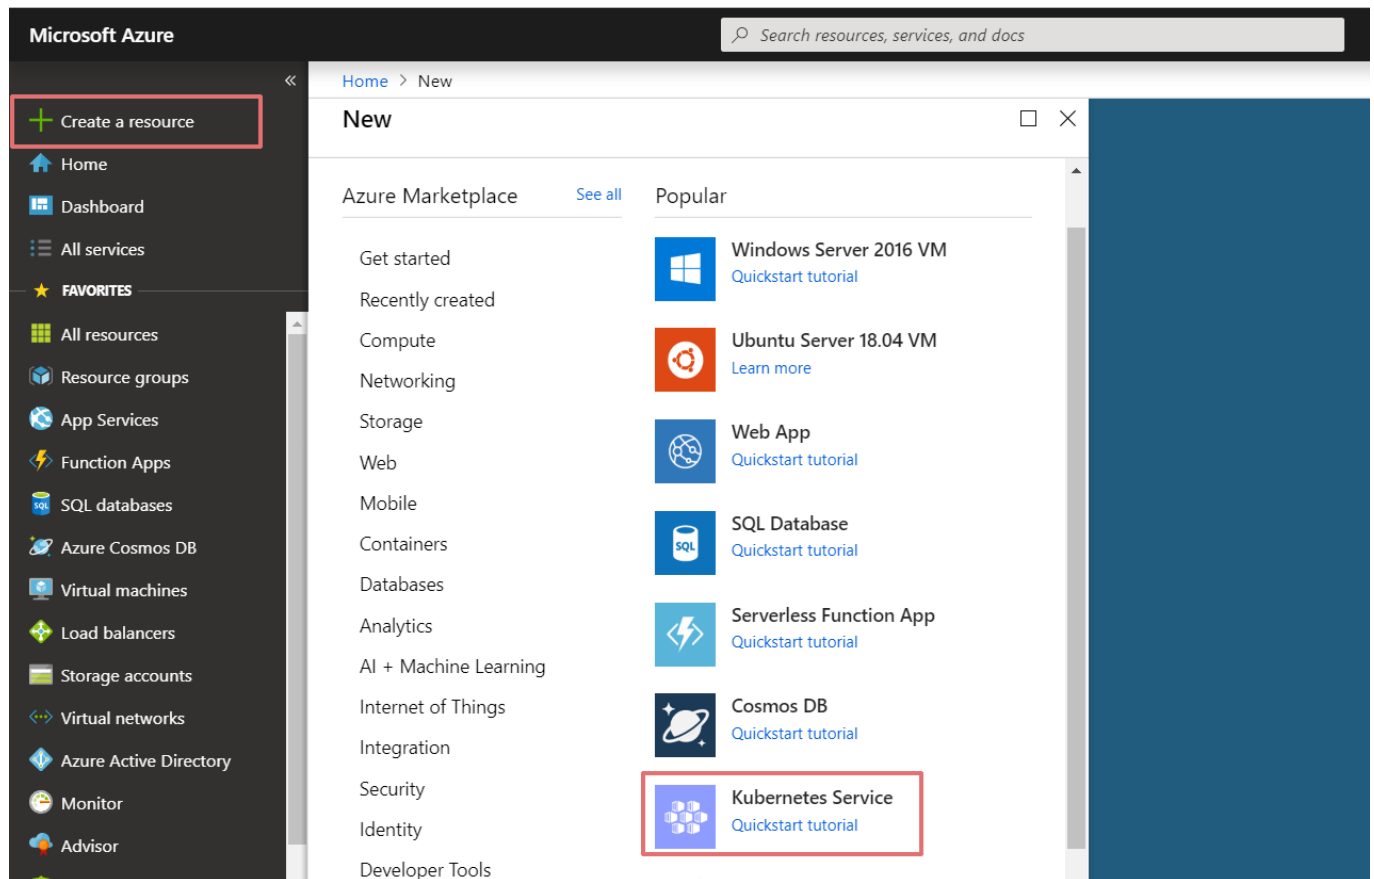 Microsoft Azure
Search resources, services, and docs
«
Create a resource
Home
Dashboard
All services
FAVORITES
All resources
Resource groups
App Services
Function Apps
SQL databases
Azure Cosmos DB
Virtual machines
Load balancers
Storage accounts
Virtual networks
Azure Active Directory
Monitor
Advisor
Home > New
New
Azure Marketplace See all
Get started
Recently created
Compute
Networking
Storage
Web
Mobile
Containers
Databases
Analytics
AI + Machine Learning
Internet of Things
Integration
Security
Identity
Developer Tools
Popular
Windows Server 2016 VM
Quickstart tutorial
Ubuntu Server 18.04 VM
Learn more
Web App
Quickstart tutorial
SQL
SQL Database
Quickstart tutorial
Serverless Function App
Quickstart tutorial
Cosmos DB
Quickstart tutorial
Kubernetes Service
Quickstart tutorial